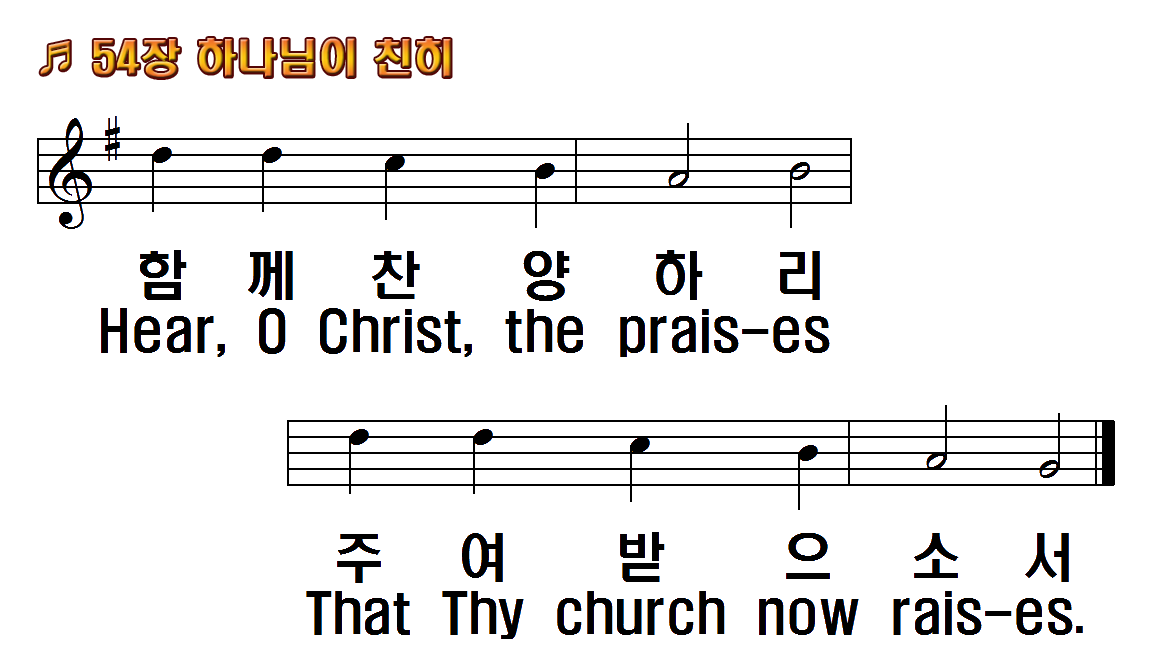 ♬ 54장 하나님이 친히
함 께 찬 양 하 리
Hear, O Christ, the prais-es
주 여 받 으 소 서
That Thy church now rais-es.